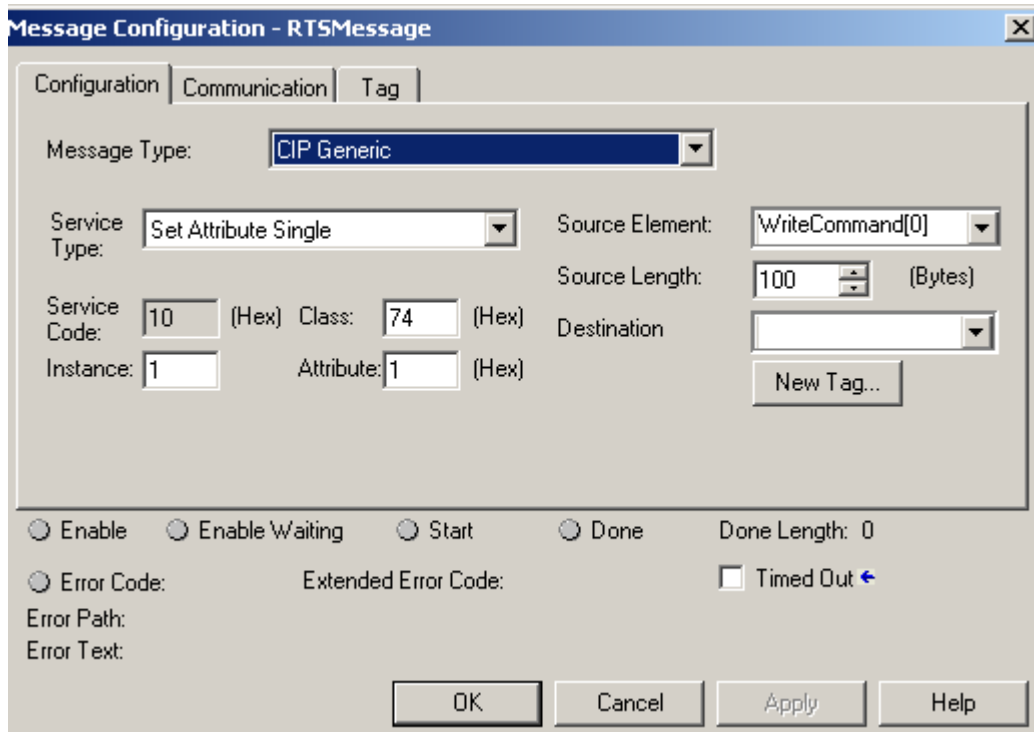 Message Configuration - RTSMessage
Configuration Communication Tag
Message Type: CIP Generic
Service Type: Set Attribute Single
Source Element: WriteCommand[0]
Source Length: 100 (Bytes)
Service Code: 10 (Hex) Class: 74 (Hex)
Destination
Instance: 1 Attribute: 1 (Hex)
New Tag...
Enable Enable Waiting Start Done Done Length: 0
Error Code: Extended Error Code: Timed Out
Error Path:
Error Text:
OK Cancel Apply Help